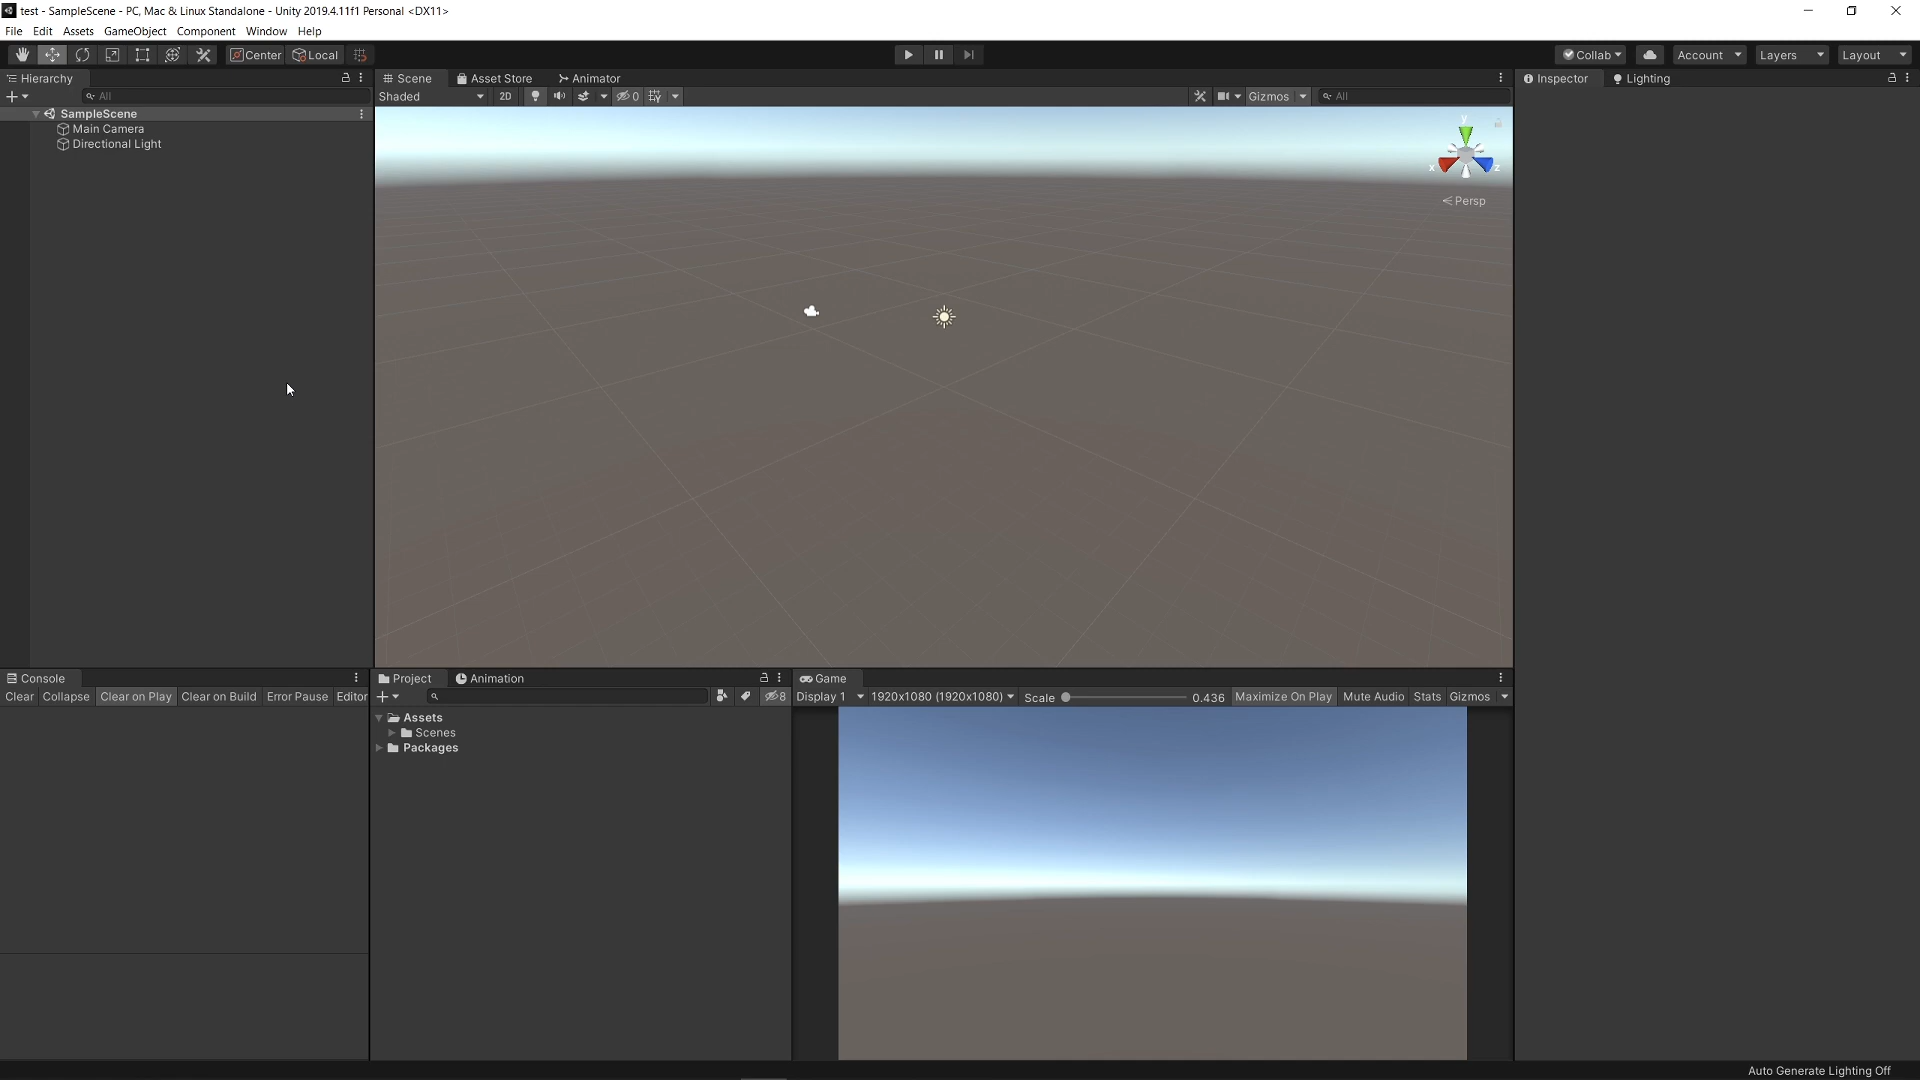 test - SampleScene - PC, Mac & Linux Standalone - Unity 2019.4.11f1 Personal <DX11>
File Edit Assets GameObject Component Window Help
Center Local Collab Account Layers Layout
Hierarchy Scene Asset Store Animator Inspector Lighting
All Shaded 2D 0 Gizmos All
SampleScene
Main Camera
Directional Light
y
x z
Persp
Console Project Animation Game
Clear Collapse Clear on Play Clear on Build Error Pause Editor 8 Display 1 1920x1080 (1920x1080) Scale 0.436 Maximize On Play Mute Audio Stats Gizmos
Assets
Scenes
Packages
Auto Generate Lighting Off